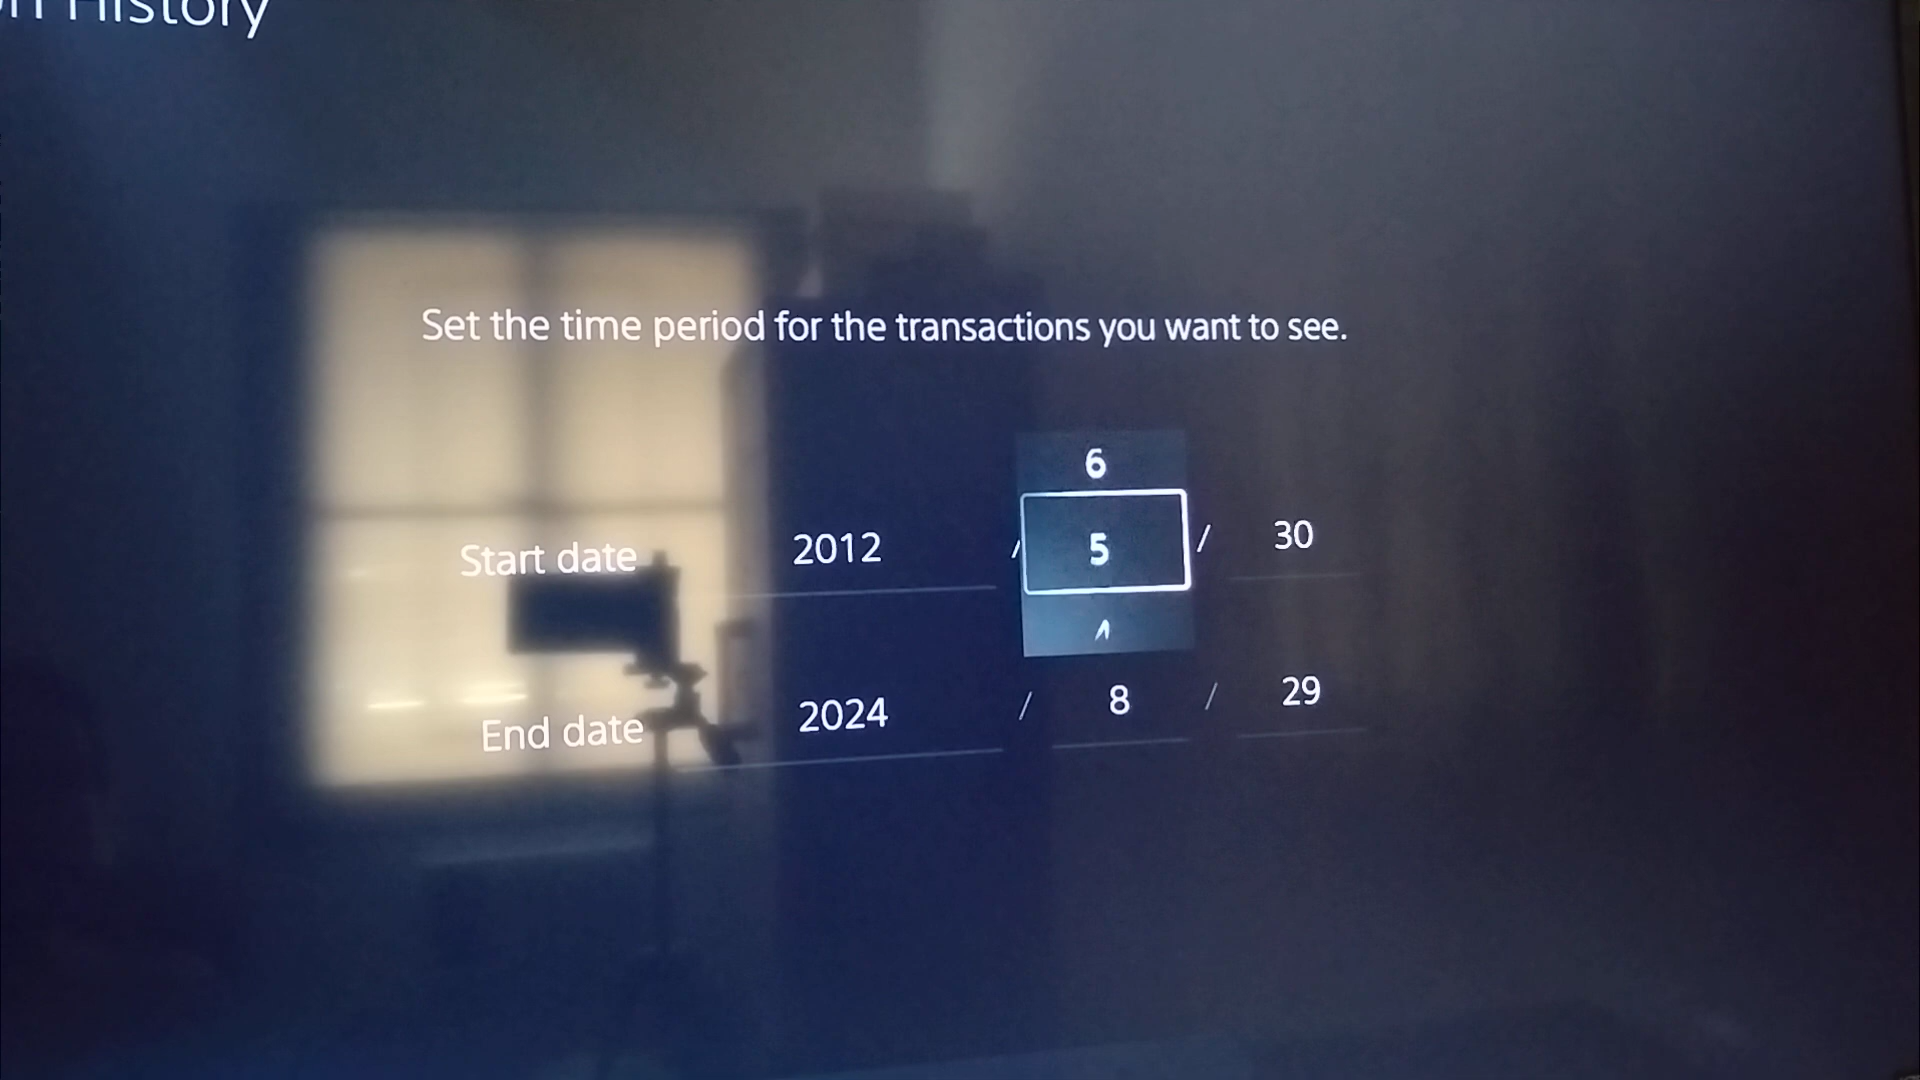 History
Set the time period for the transactions you want to see.
6
Start date 2012 / 5 / 30
End date 2024 / 8 / 29